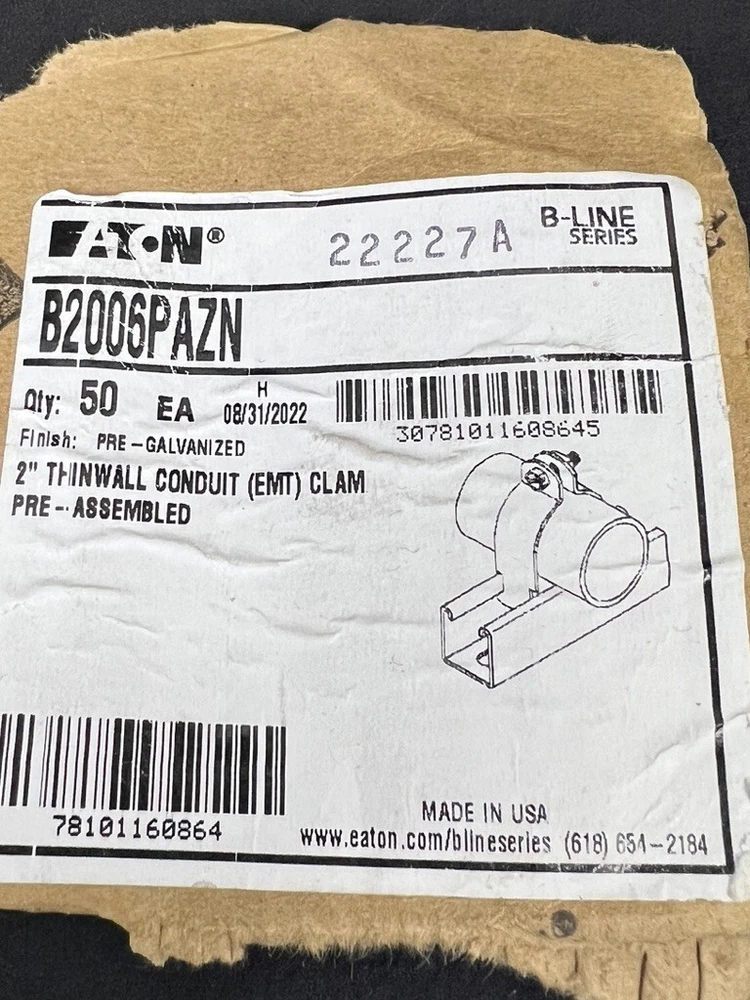 EATON® 22227A B-LINE
SERIES
B2006PAZN
Qty: 50 EA H
08/31/2022
30781011608645
Finish: PRE-GALVANIZED
2" THINWALL CONDUIT (EMT) CLAM
PRE-ASSEMBLED
78101160864
MADE IN USA
www.eaton.com/blineseries (618) 654-2184